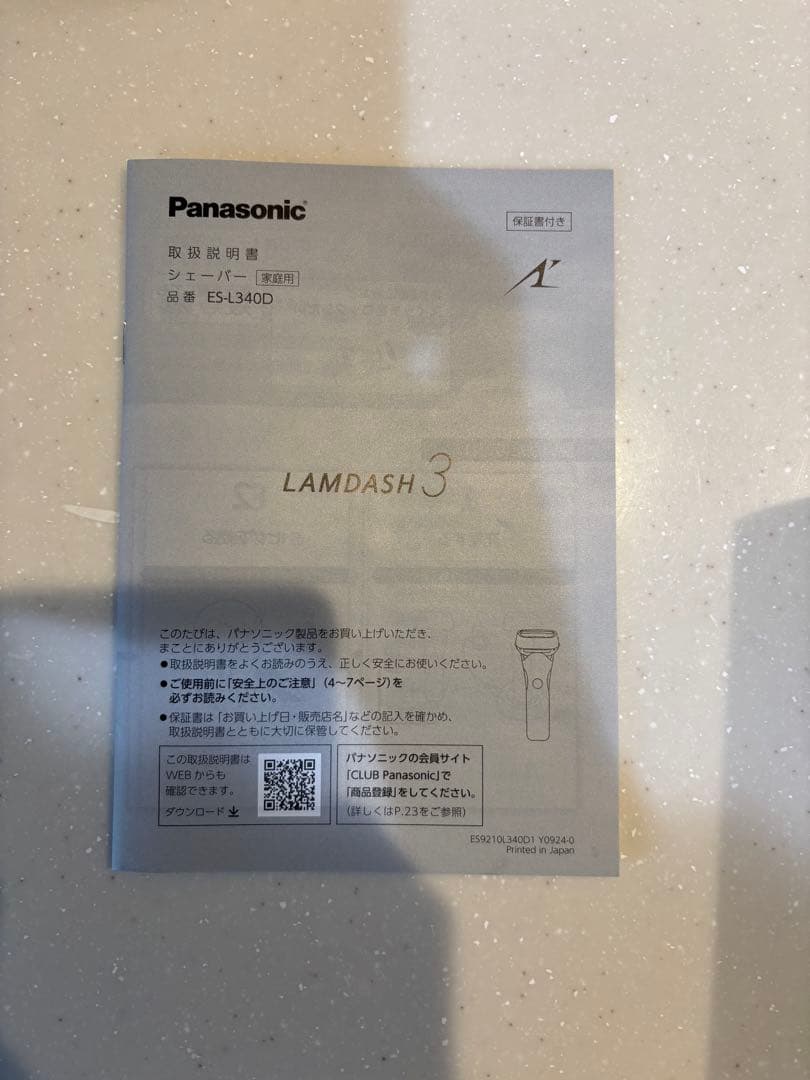 Panasonic
保証書付き
取扱説明書
シェーバー 家庭用
品番 ES-L340D
LAMDASH 3
このたびは、パナソニック製品をお買い上げいただき、
まことにありがとうございます。
●取扱説明書をよくお読みのうえ、正しく安全にお使いください。
●ご使用前に「安全上のご注意」(4〜7ページ)を
必ずお読みください。
●保証書は「お買い上げ日・販売店名」などの記入を確かめ、
取扱説明書とともに大切に保管してください。
この取扱説明書は
WEBからも
確認できます。
ダウンロード
パナソニックの会員サイト
「CLUB Panasonic」で
「商品登録」をしてください。
(詳しくはP.23をご参照)
ES9210L340D1 Y0924-0
Printed in Japan